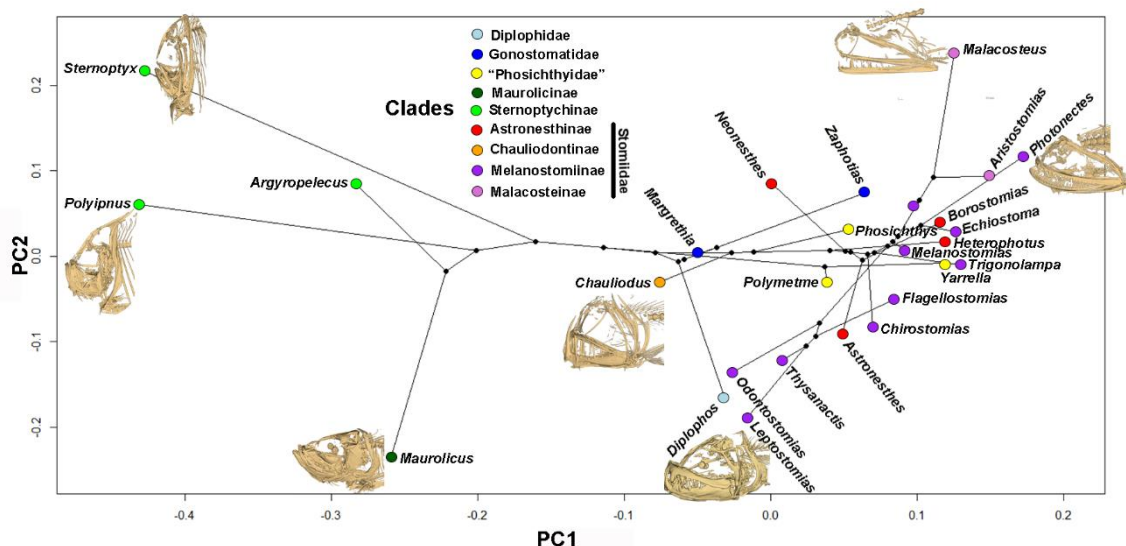 Diplophidae
Gonostomatidae
"Phosichthyidae"
Maurolicinae
Sternoptychinae
Clades
Astronesthinae
Chauliodontinae
Melanostomiinae
Malacosteinae
Stomiidae
Sternoptyx
Malacosteus
Argyropelecus
Polyipnus
Neonesthes
Zaphotias
Aristostomias
Photonectes
Margrethia
Borostomias
Echiostoma
Phosichthys
Heterophotus
Melanostomias
Trigonolampa
Yarrella
Chauliodus
Polymetme
Flagellostomias
Chirostomias
Astronesthes
Thysanactis
Odontostomias
Leptostomias
Diplophos
Maurolicus
PC2
0.2
0.1
0.0
-0.1
-0.2
-0.4
-0.3
-0.2
-0.1
0.0
0.1
0.2
PC1